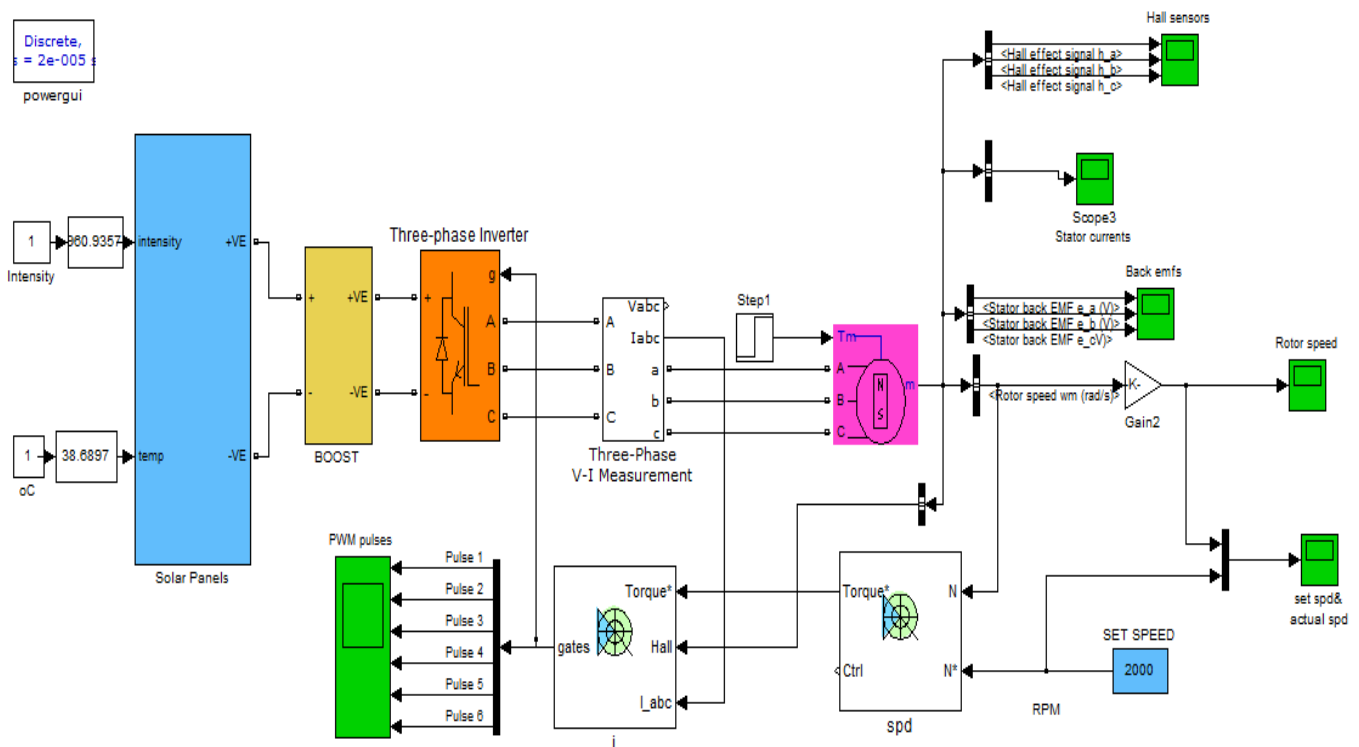 Discrete,
s = 2e-005 s
powergui
Hall sensors
<Hall effect signal h_a>
<Hall effect signal h_b>
<Hall effect signal h_c>
Scope3
Stator currents
1
Intensity
960.9357
intensity
+VE
1
oC
38.6897
temp
-VE
Solar Panels
+
+VE
-
-VE
BOOST
Three-phase Inverter
g
+
A
B
-
C
Vabc
Iabc
A
a
B
b
C
c
Three-Phase
V-I Measurement
Step1
Tm
A
B
C
N
S
m
Back emfs
<Stator back EMF e_a (V)>
<Stator back EMF e_b (V)>
<Stator back EMF e_cV)>
<Rotor speed wm (rad/s)>
K-
Gain2
Rotor speed
PWM pulses
Pulse 1
Pulse 2
Pulse 3
Pulse 4
Pulse 5
Pulse 6
gates
Torque*
Hall
I_abc
i
Torque*
N
Ctrl
N*
spd
SET SPEED
2000
RPM
set spd&
actual spd